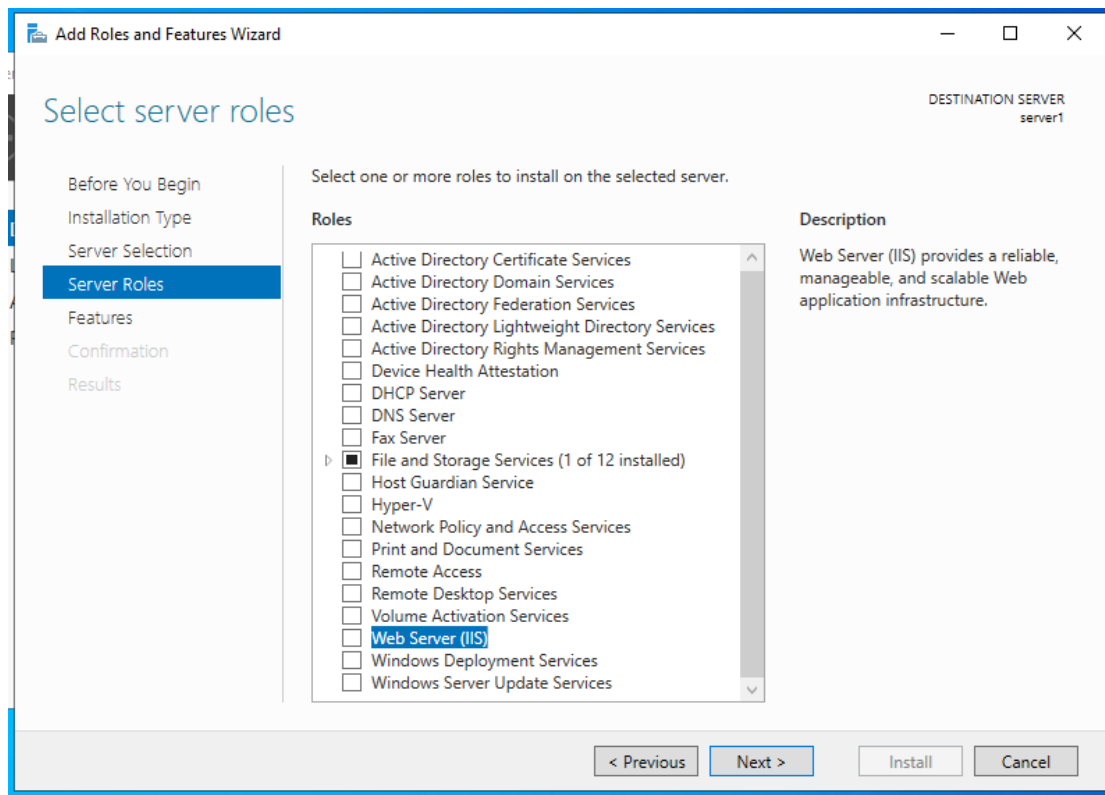 Add Roles and Features Wizard
Select server roles
DESTINATION SERVER
server1
Before You Begin
Installation Type
Server Selection
Server Roles
Features
Confirmation
Results
Select one or more roles to install on the selected server.
Roles
Active Directory Certificate Services
Active Directory Domain Services
Active Directory Federation Services
Active Directory Lightweight Directory Services
Active Directory Rights Management Services
Device Health Attestation
DHCP Server
DNS Server
Fax Server
File and Storage Services (1 of 12 installed)
Host Guardian Service
Hyper-V
Network Policy and Access Services
Print and Document Services
Remote Access
Remote Desktop Services
Volume Activation Services
Web Server (IIS)
Windows Deployment Services
Windows Server Update Services
Description
Web Server (IIS) provides a reliable,
manageable, and scalable Web
application infrastructure.
< Previous
Next >
Install
Cancel